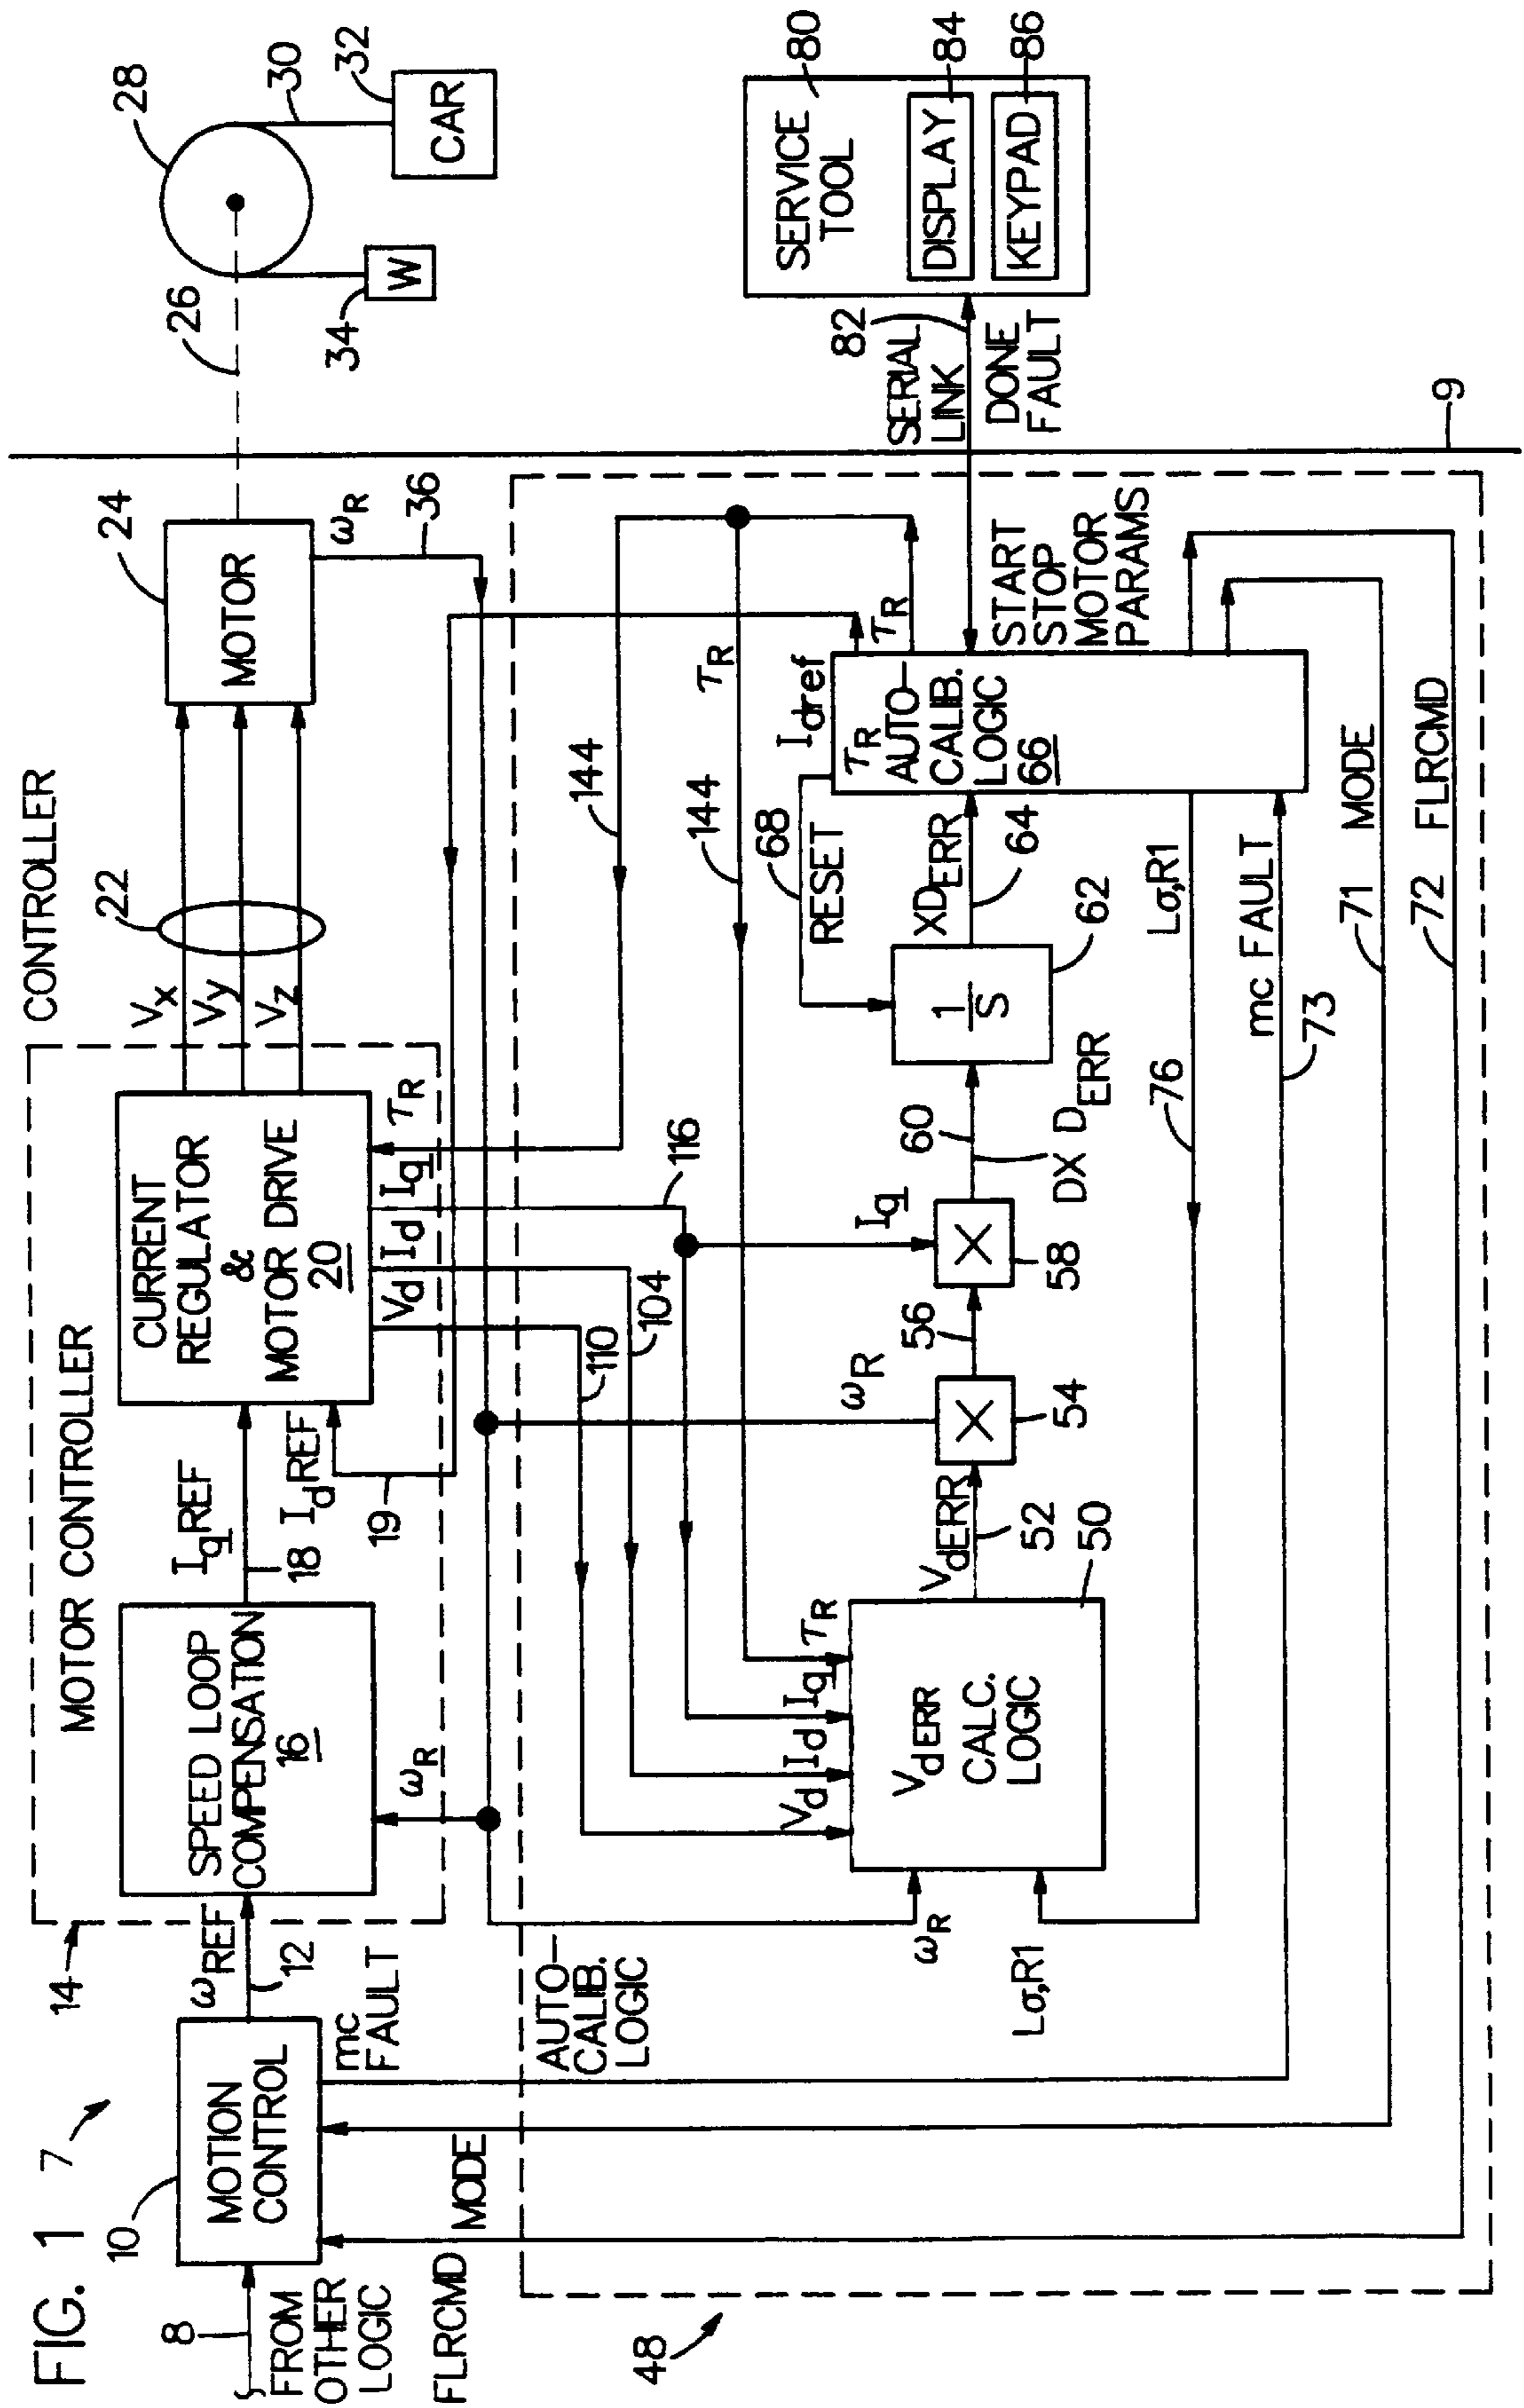 FIG. 1
7
CONTROLLER
8
FROM
OTHER
LOGIC
10
MOTION
CONTROL
ωREF
12
14
MOTOR CONTROLLER
SPEED LOOP
COMPENSATION
16
IqREF
18
IdREF
19
CURRENT
REGULATOR
&
MOTOR DRIVE
20
Vx
Vy
Vz
22
MOTOR
24
26
28
30
CAR
32
W
34
ωR
36
FLRCMD
MODE
mc
FAULT
ωR
Vd
Id
Iq
τR
110
104
116
144
144
τR
τR
48
AUTO-
CALIB.
LOGIC
ωR
Lσ,R1
Vd
Id
Iq
τR
VdERR
CALC.
LOGIC
50
VdERR
52
ωR
X
54
56
Iq
X
58
60
DX DERR
1
S
62
RESET
68
XDERR
64
Idref
τR
AUTO-
CALIB.
LOGIC
66
START
STOP
MOTOR
PARAMS
SERIAL
LINK
82
DONE
FAULT
SERVICE
TOOL
80
DISPLAY
84
KEYPAD
86
76
Lσ,R1
73
mc FAULT
71
MODE
72
FLRCMD
9